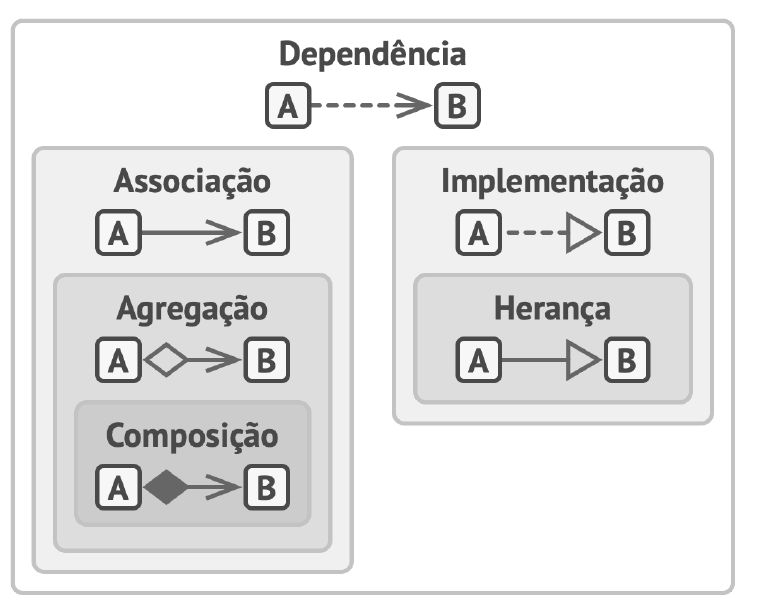 Dependência
A B
Associação
A B
Agregação
A B
Composição
A B
Implementação
A B
Herança
A B